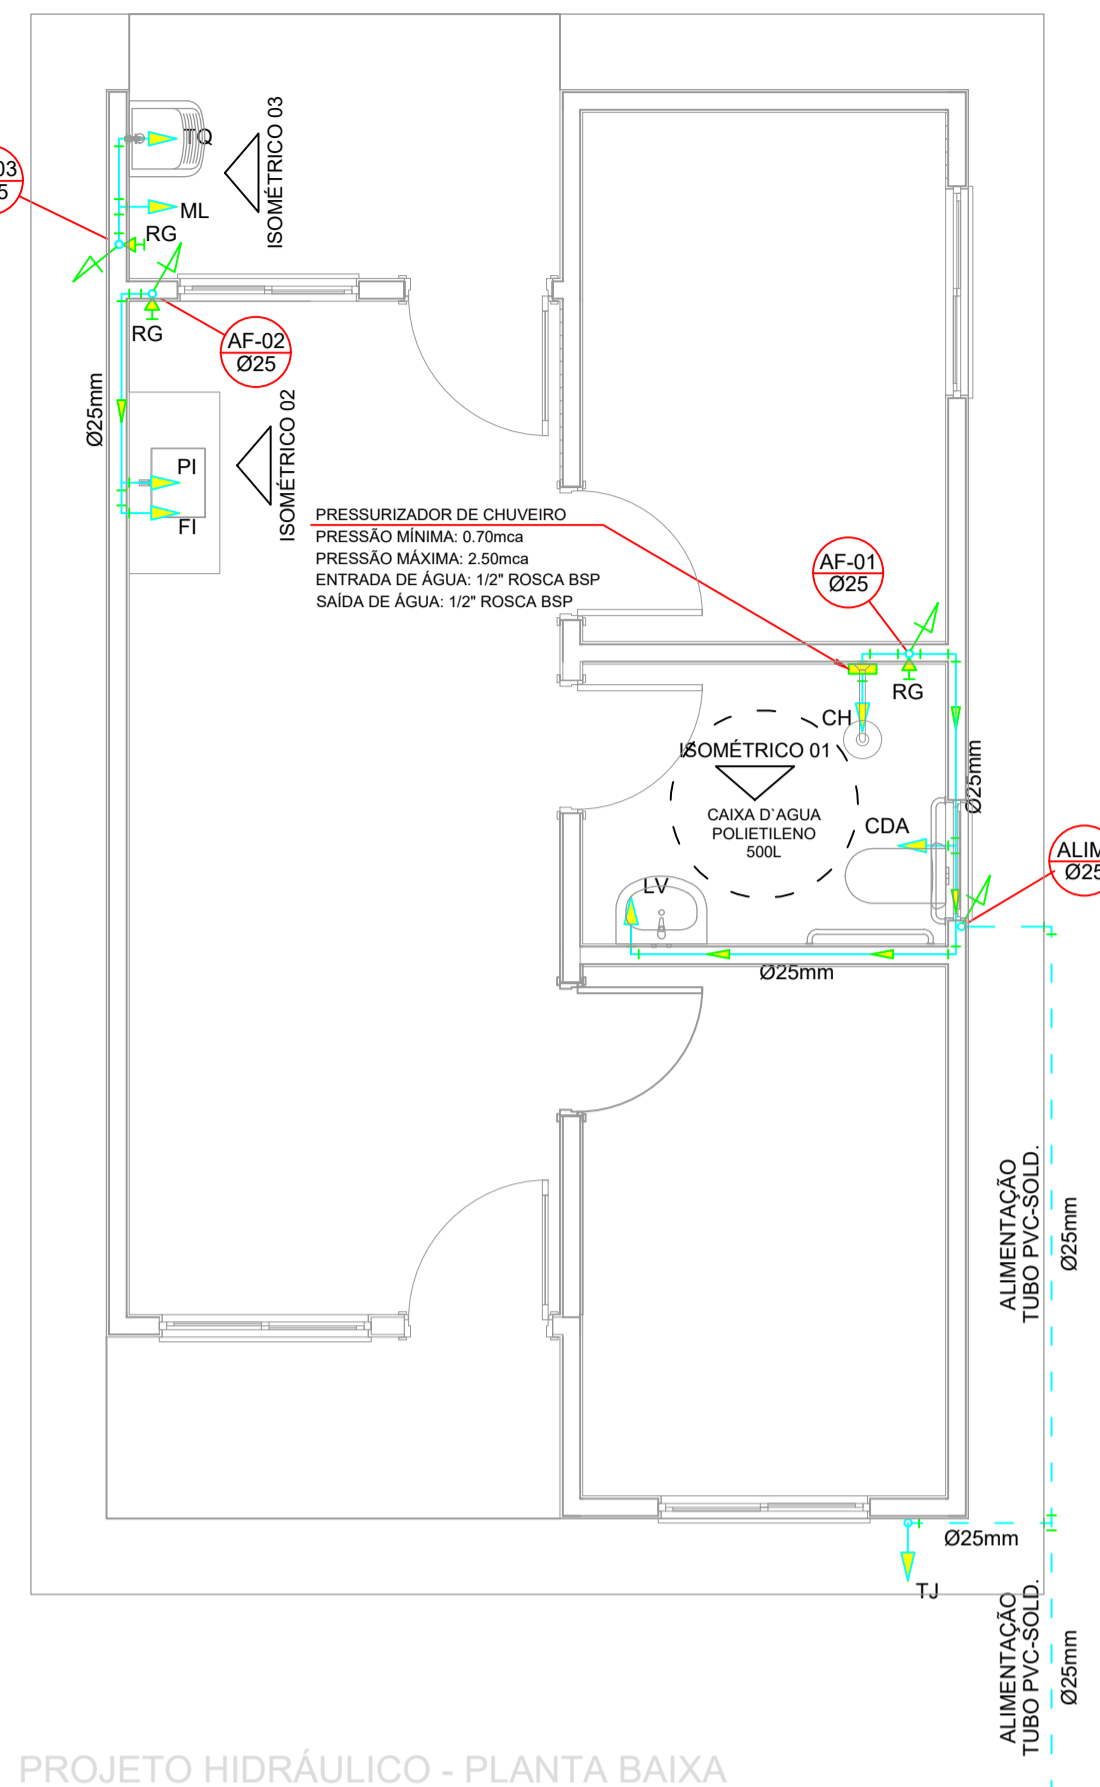 TQ
ISOMÉTRICO 03
03
ML
RG
RG
AF-02
Ø25
Ø25mm
ISOMÉTRICO 02
PI
FI
PRESSURIZADOR DE CHUVEIRO
PRESSÃO MÍNIMA: 0.70mca
PRESSÃO MÁXIMA: 2.50mca
ENTRADA DE ÁGUA: 1/2" ROSCA BSP
SAÍDA DE ÁGUA: 1/2" ROSCA BSP
AF-01
Ø25
RG
CH
ISOMÉTRICO 01
Ø25mm
CAIXA D`AGUA
POLIETILENO
500L
CDA
ALIM
Ø25
LV
Ø25mm
ALIMENTAÇÃO
TUBO PVC-SOLD.
Ø25mm
Ø25mm
TJ
ALIMENTAÇÃO
TUBO PVC-SOLD.
Ø25mm
PROJETO HIDRÁULICO - PLANTA BAIXA